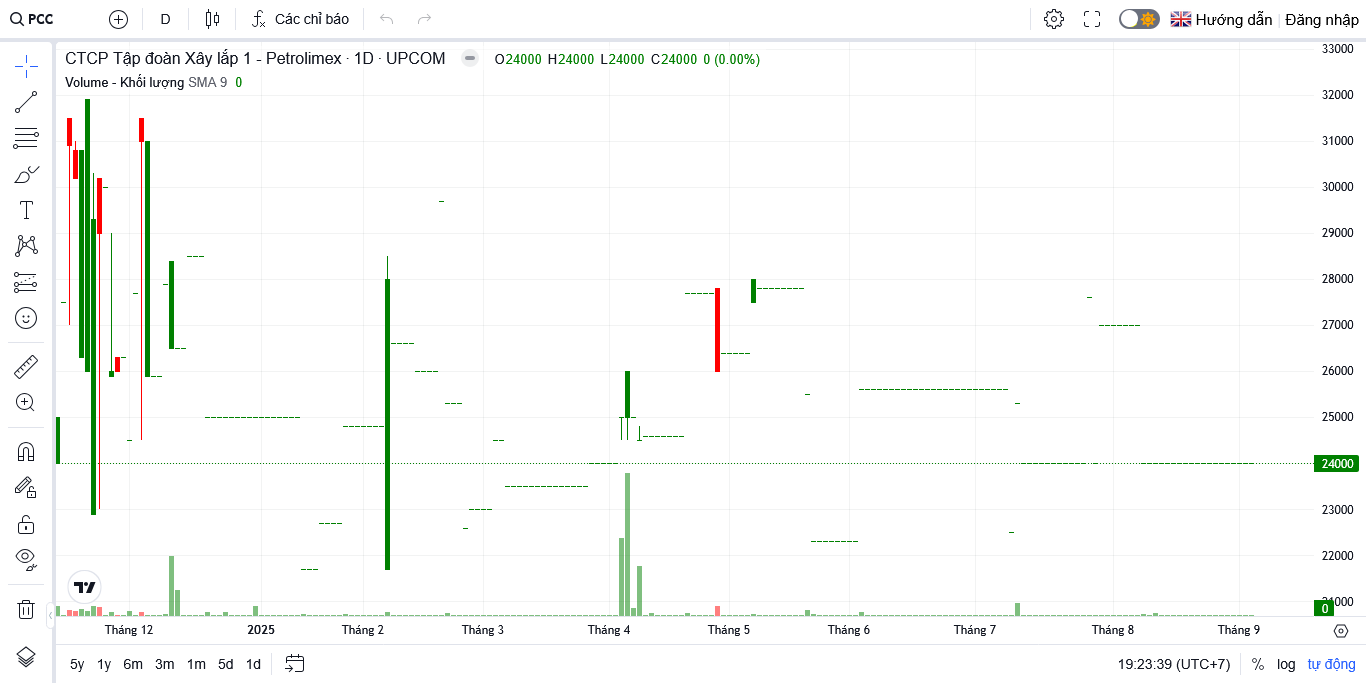 PCC D Các chỉ báo Hướng dẫn Đăng nhập
CTCP Tập đoàn Xây lắp 1 - Petrolimex · 1D · UPCOM O24000 H24000 L24000 C24000 0 (0.00%)
Volume - Khối lượng SMA 9 0
33000
32000
31000
30000
29000
28000
27000
26000
25000
24000
23000
22000
21000
0
Tháng 12 2025 Tháng 2 Tháng 3 Tháng 4 Tháng 5 Tháng 6 Tháng 7 Tháng 8 Tháng 9
5y 1y 6m 3m 1m 5d 1d 19:23:39 (UTC+7) % log tự động